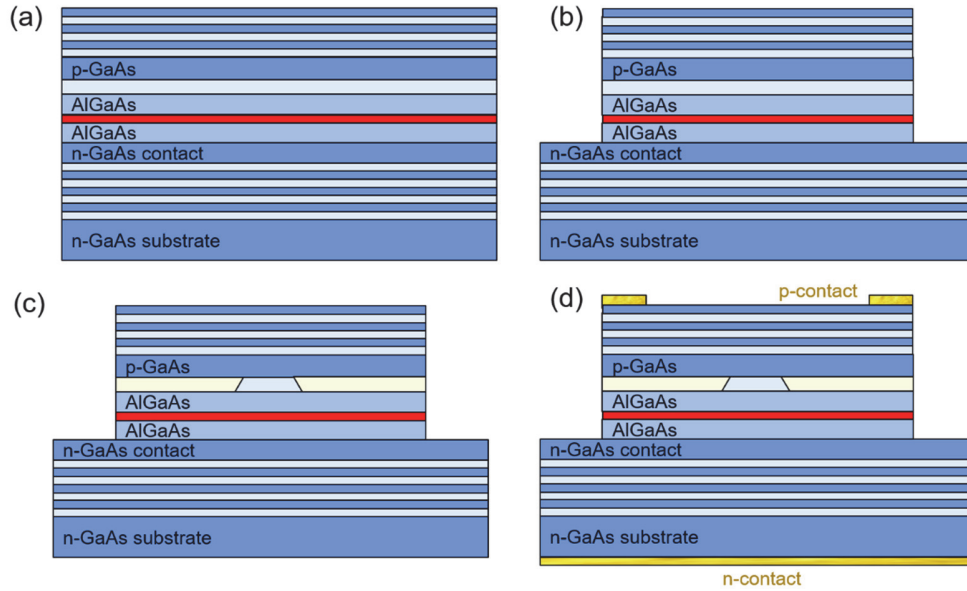 (a)
p-GaAs
AlGaAs
AlGaAs
n-GaAs contact
n-GaAs substrate
(b)
p-GaAs
AlGaAs
AlGaAs
n-GaAs contact
n-GaAs substrate
(c)
p-GaAs
AlGaAs
AlGaAs
n-GaAs contact
n-GaAs substrate
(d)
p-contact
p-GaAs
AlGaAs
AlGaAs
n-GaAs contact
n-GaAs substrate
n-contact